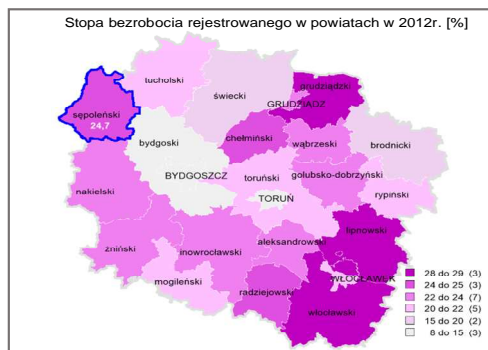 Stopa bezrobocia rejestrowanego w powiatach w 2012r. [%]
tucholski
świecki
grudziądzki
GRUDZIĄDZ
sępoleński
24,7
bydgoski
chełmiński
wąbrzeski
brodnicki
BYDGOSZCZ
toruński
golubsko-dobrzyński
nakielski
TORUŃ
rypiński
lipnowski
żniński
inowrocławski
aleksandrowski
WŁOCŁAWEK
mogileński
radziejowski
włocławski
28 do 29 (3)
24 do 25 (3)
22 do 24 (7)
20 do 22 (5)
15 do 20 (2)
8 do 15 (3)